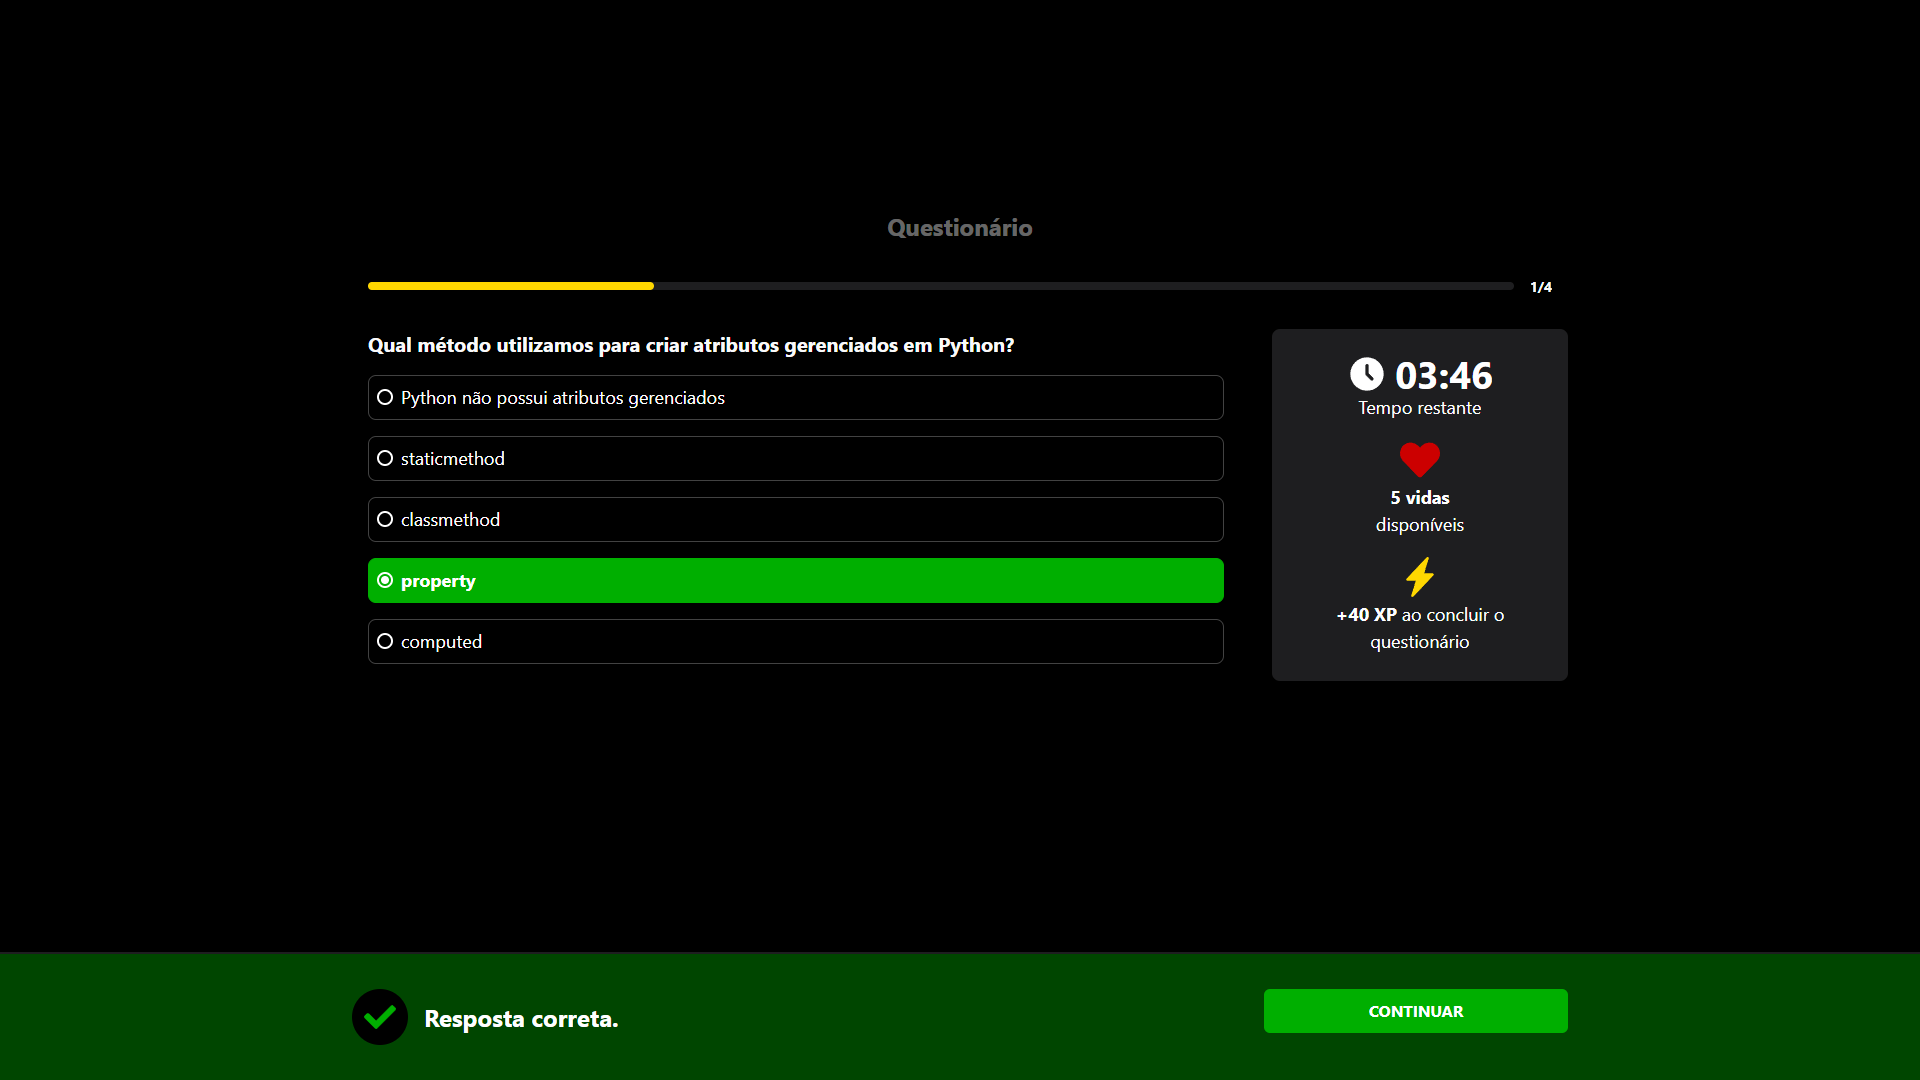 Questionário
1/4
Qual método utilizamos para criar atributos gerenciados em Python?
Python não possui atributos gerenciados
staticmethod
classmethod
property
computed
03:46
Tempo restante
5 vidas
disponíveis
+40 XP ao concluir o
questionário
Resposta correta.
CONTINUAR